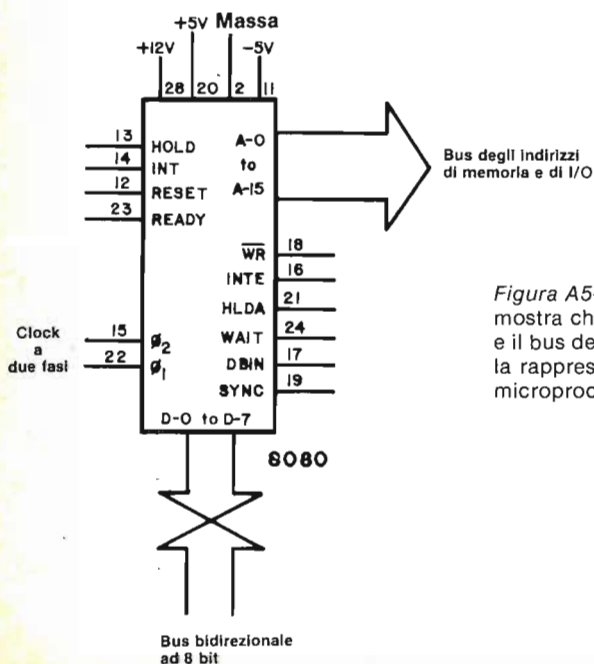 +5V Massa
+12V -5V
28 20 2 11
13 HOLD
14 INT
12 RESET
23 READY
A-0
to
A-15
Bus degli indirizzi
di memoria e di I/O
W̅R̅ 18
INTE 16
HLDA 21
WAIT 24
DBIN 17
SYNC 19
Clock
a
due fasi
15 ϕ2
22 ϕ1
D-0 to D-7
8080
Bus bidirezionale
ad 8 bit
Figura A5-
mostra ch
e il bus de
la rappres
microproc